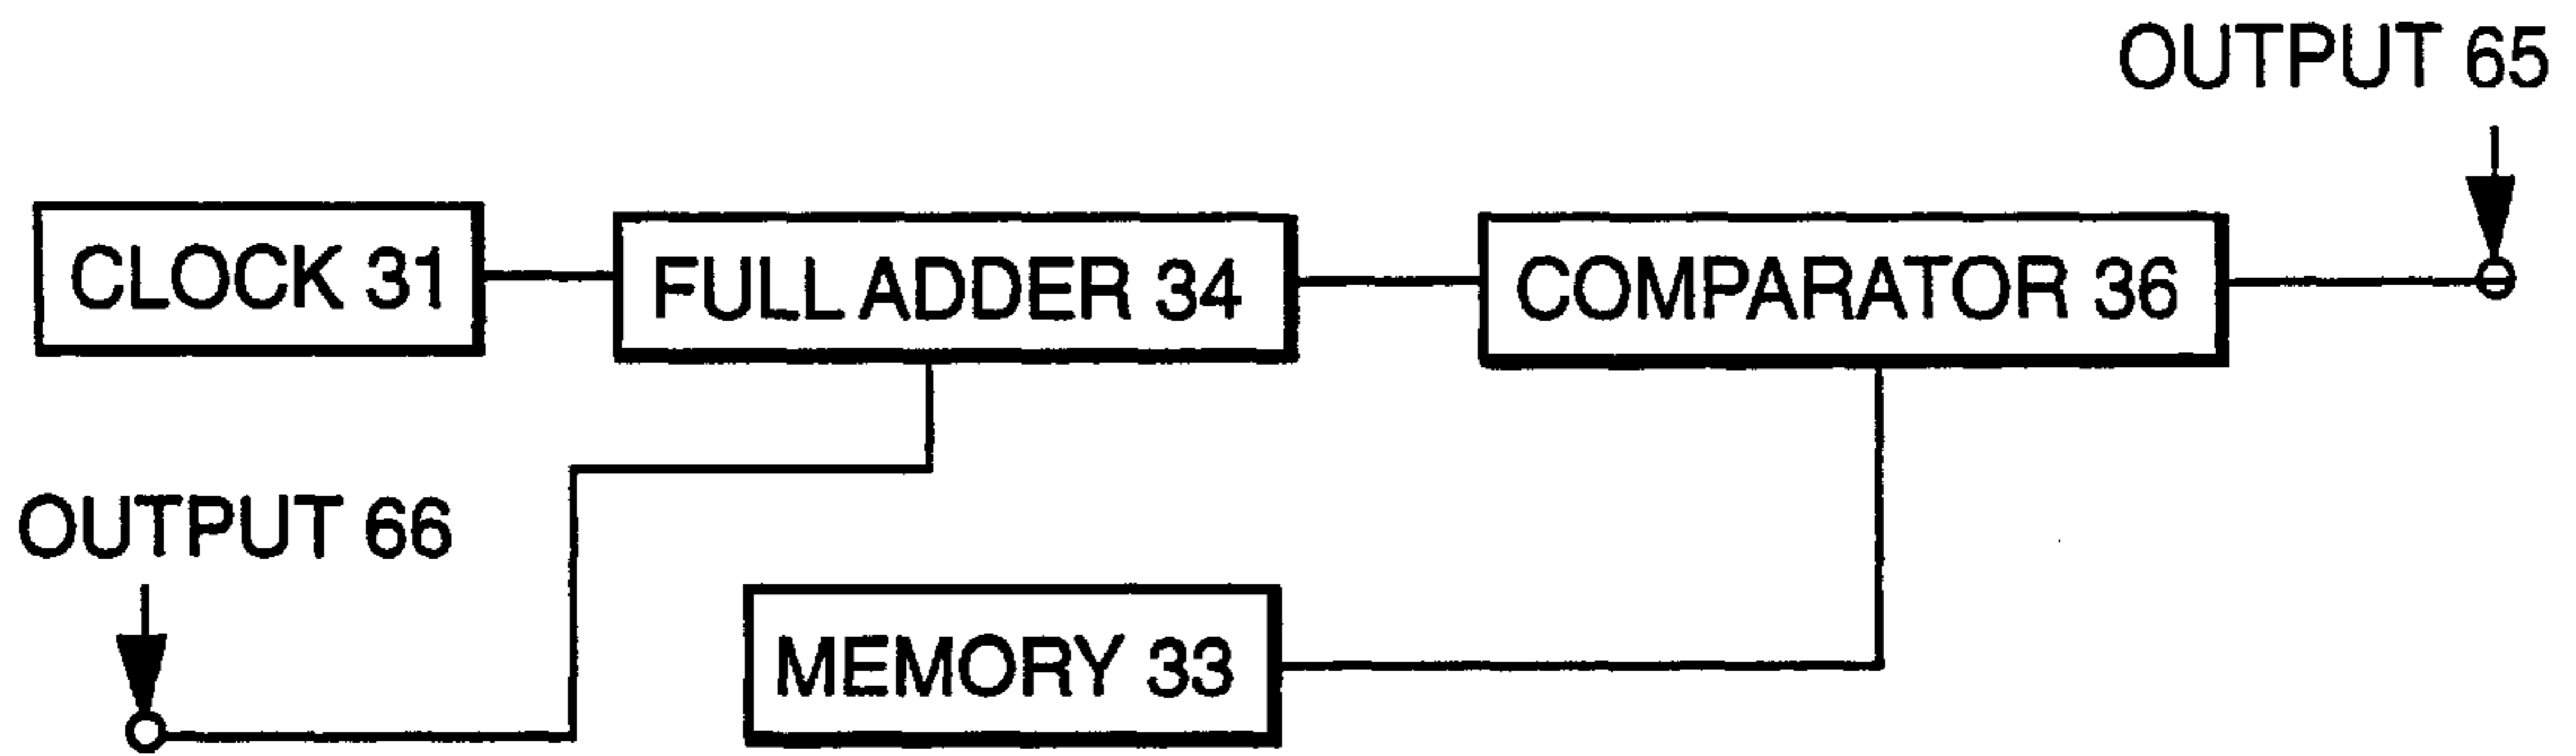 OUTPUT 65
CLOCK 31
FULL ADDER 34
COMPARATOR 36
OUTPUT 66
MEMORY 33